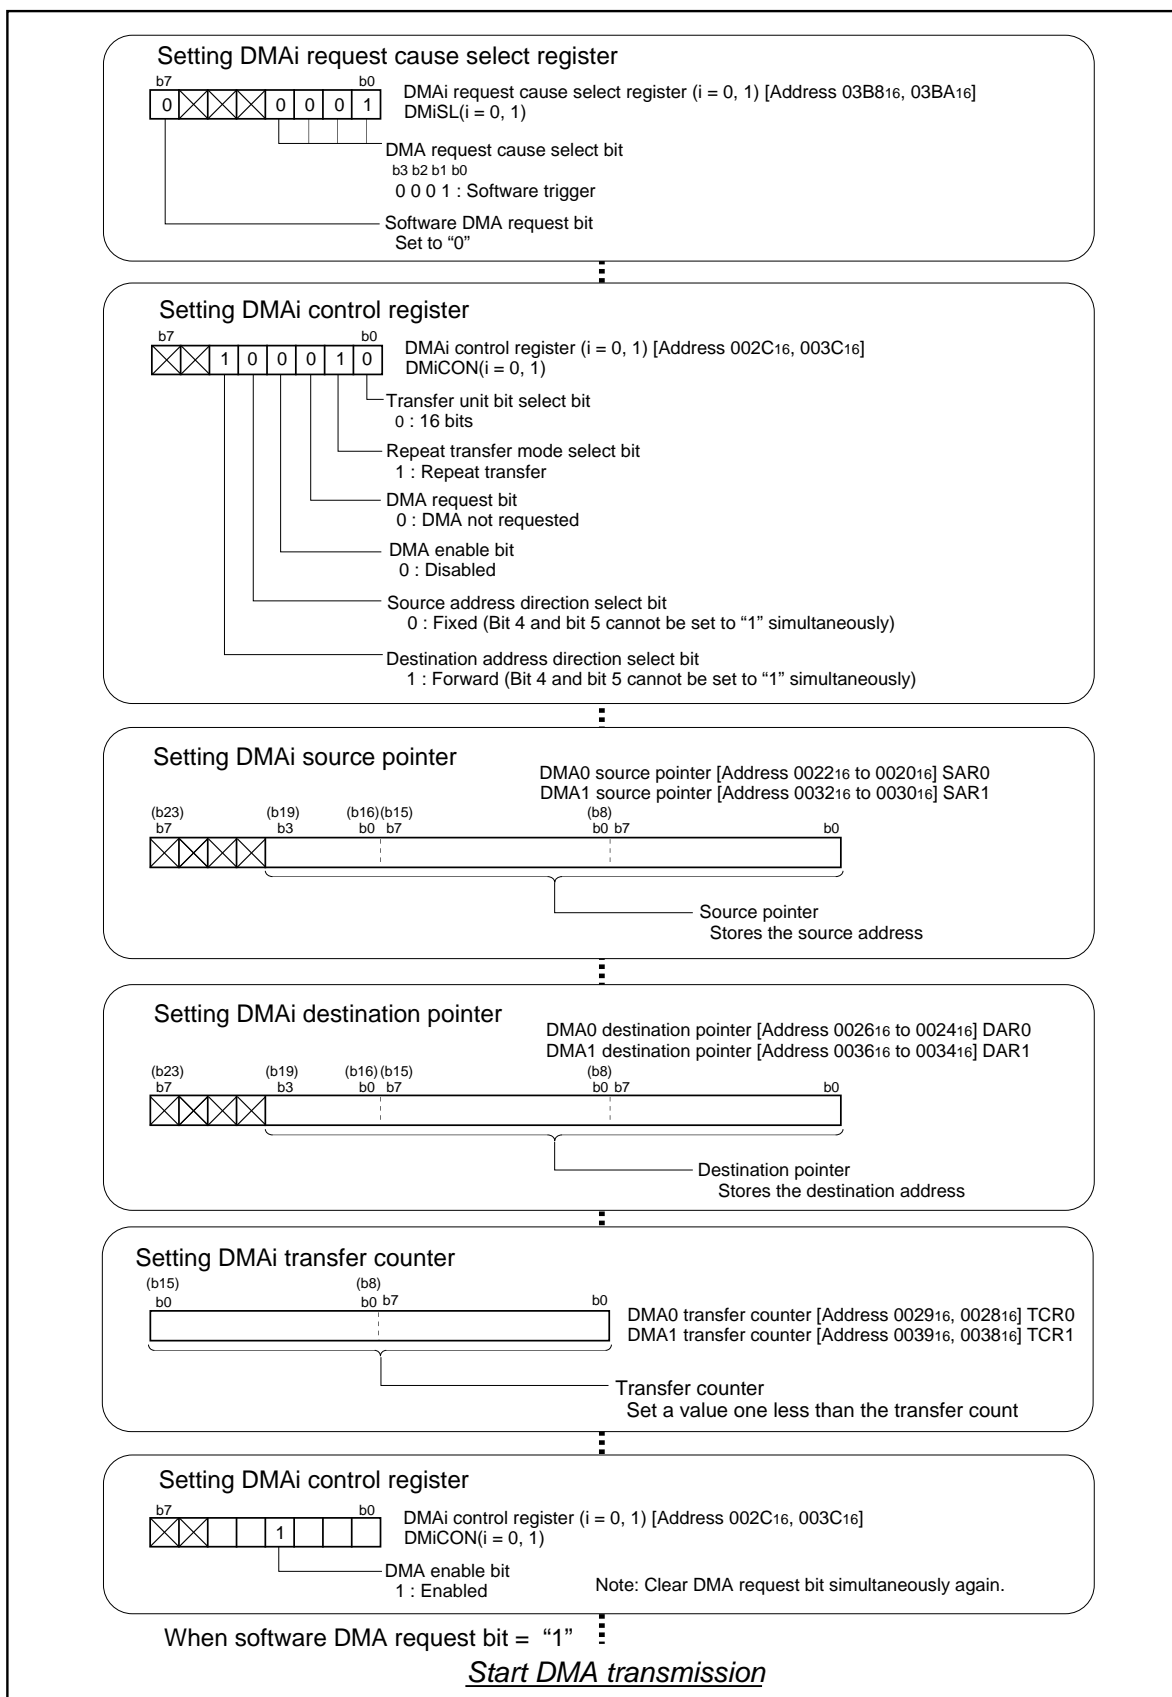 Setting DMAi request cause select register
b7 b0
0 0 0 0 1
DMAi request cause select register (i = 0, 1) [Address 03B816, 03BA16]
DMiSL(i = 0, 1)
DMA request cause select bit
b3 b2 b1 b0
0 0 0 1 : Software trigger
Software DMA request bit
Set to “0”
Setting DMAi control register
b7 b0
1 0 0 0 1 0
DMAi control register (i = 0, 1) [Address 002C16, 003C16]
DMiCON(i = 0, 1)
Transfer unit bit select bit
0 : 16 bits
Repeat transfer mode select bit
1 : Repeat transfer
DMA request bit
0 : DMA not requested
DMA enable bit
0 : Disabled
Source address direction select bit
0 : Fixed (Bit 4 and bit 5 cannot be set to “1” simultaneously)
Destination address direction select bit
1 : Forward (Bit 4 and bit 5 cannot be set to “1” simultaneously)
Setting DMAi source pointer
DMA0 source pointer [Address 002216 to 002016] SAR0
DMA1 source pointer [Address 003216 to 003016] SAR1
(b23) (b19) (b16)(b15) (b8)
b7 b3 b0 b7 b0 b7 b0
Source pointer
Stores the source address
Setting DMAi destination pointer
DMA0 destination pointer [Address 002616 to 002416] DAR0
DMA1 destination pointer [Address 003616 to 003416] DAR1
(b23) (b19) (b16)(b15) (b8)
b7 b3 b0 b7 b0 b7 b0
Destination pointer
Stores the destination address
Setting DMAi transfer counter
(b15) (b8)
b0 b0 b7 b0
DMA0 transfer counter [Address 002916, 002816] TCR0
DMA1 transfer counter [Address 003916, 003816] TCR1
Transfer counter
Set a value one less than the transfer count
Setting DMAi control register
b7 b0
1
DMAi control register (i = 0, 1) [Address 002C16, 003C16]
DMiCON(i = 0, 1)
DMA enable bit
1 : Enabled
Note: Clear DMA request bit simultaneously again.
When software DMA request bit = “1”
Start DMA transmission